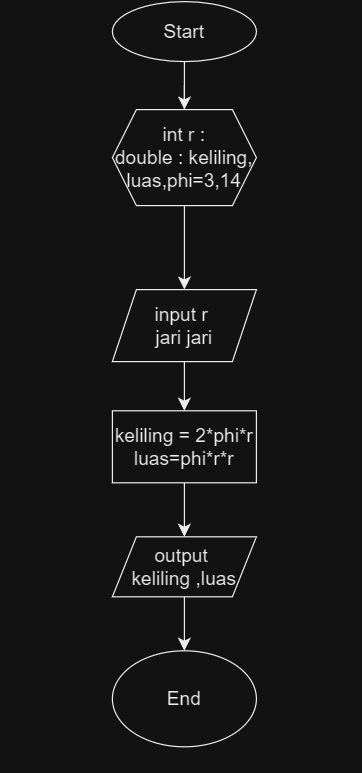 Start
int r :
double : keliling,
luas,phi=3,14
input r
jari jari
keliling = 2*phi*r
luas=phi*r*r
output
keliling ,luas
End